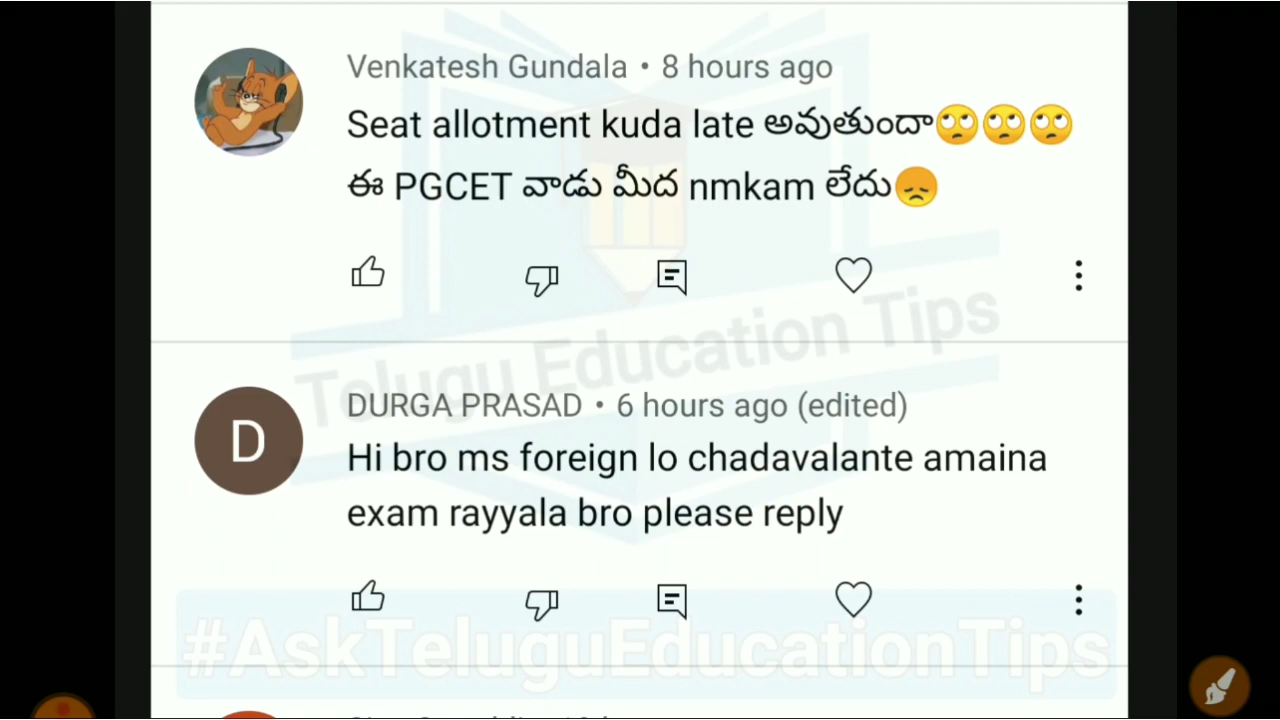 Venkatesh Gundala • 8 hours ago
Seat allotment kuda late అవుతుందా🙄🙄🙄
ఈ PGCET వాడు మీద nmkam లేదు😞
Telugu Education Tips
DURGA PRASAD • 6 hours ago (edited)
D
Hi bro ms foreign lo chadavalante amaina
exam rayyala bro please reply
#AskTeluguEducationTips